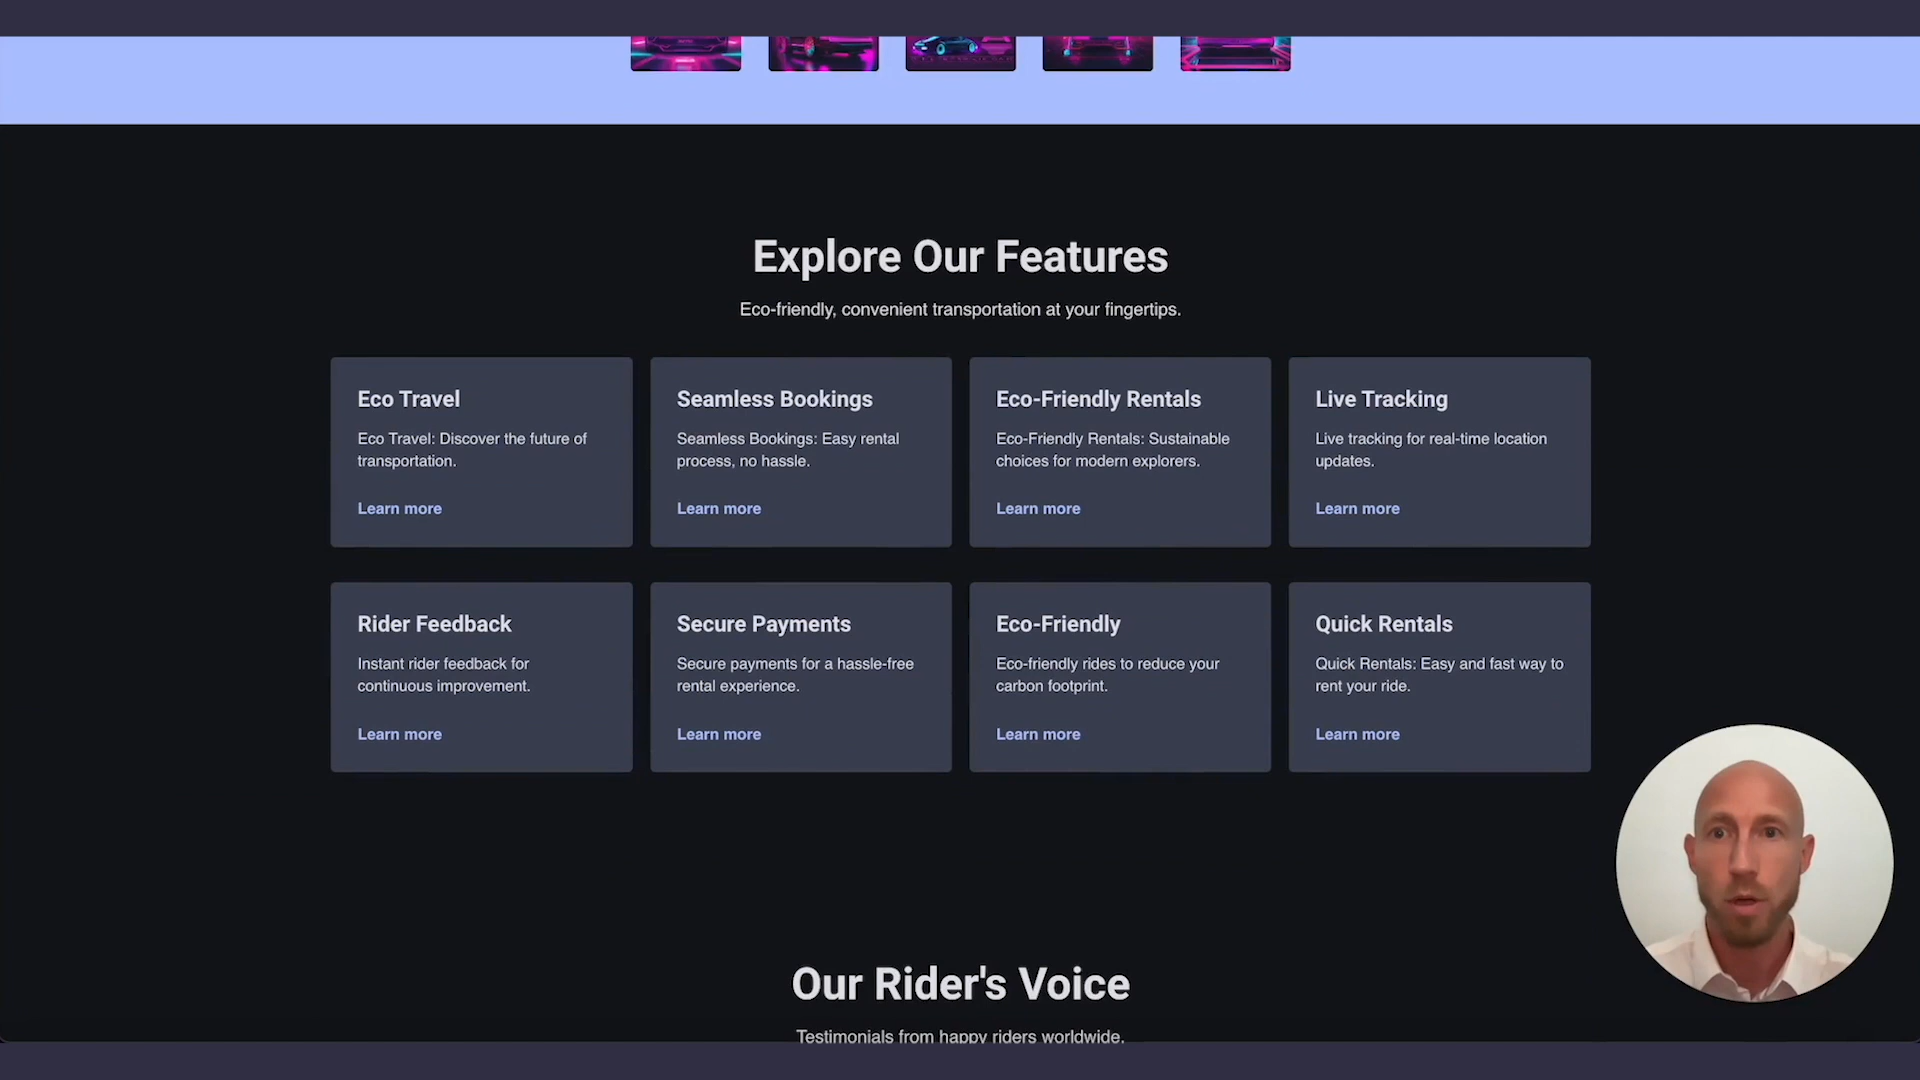 Explore Our Features
Eco-friendly, convenient transportation at your fingertips.
Eco Travel
Eco Travel: Discover the future of
transportation.
Learn more
Seamless Bookings
Seamless Bookings: Easy rental
process, no hassle.
Learn more
Eco-Friendly Rentals
Eco-Friendly Rentals: Sustainable
choices for modern explorers.
Learn more
Live Tracking
Live tracking for real-time location
updates.
Learn more
Rider Feedback
Instant rider feedback for
continuous improvement.
Learn more
Secure Payments
Secure payments for a hassle-free
rental experience.
Learn more
Eco-Friendly
Eco-friendly rides to reduce your
carbon footprint.
Learn more
Quick Rentals
Quick Rentals: Easy and fast way to
rent your ride.
Learn more
Our Rider's Voice
Testimonials from happy riders worldwide.